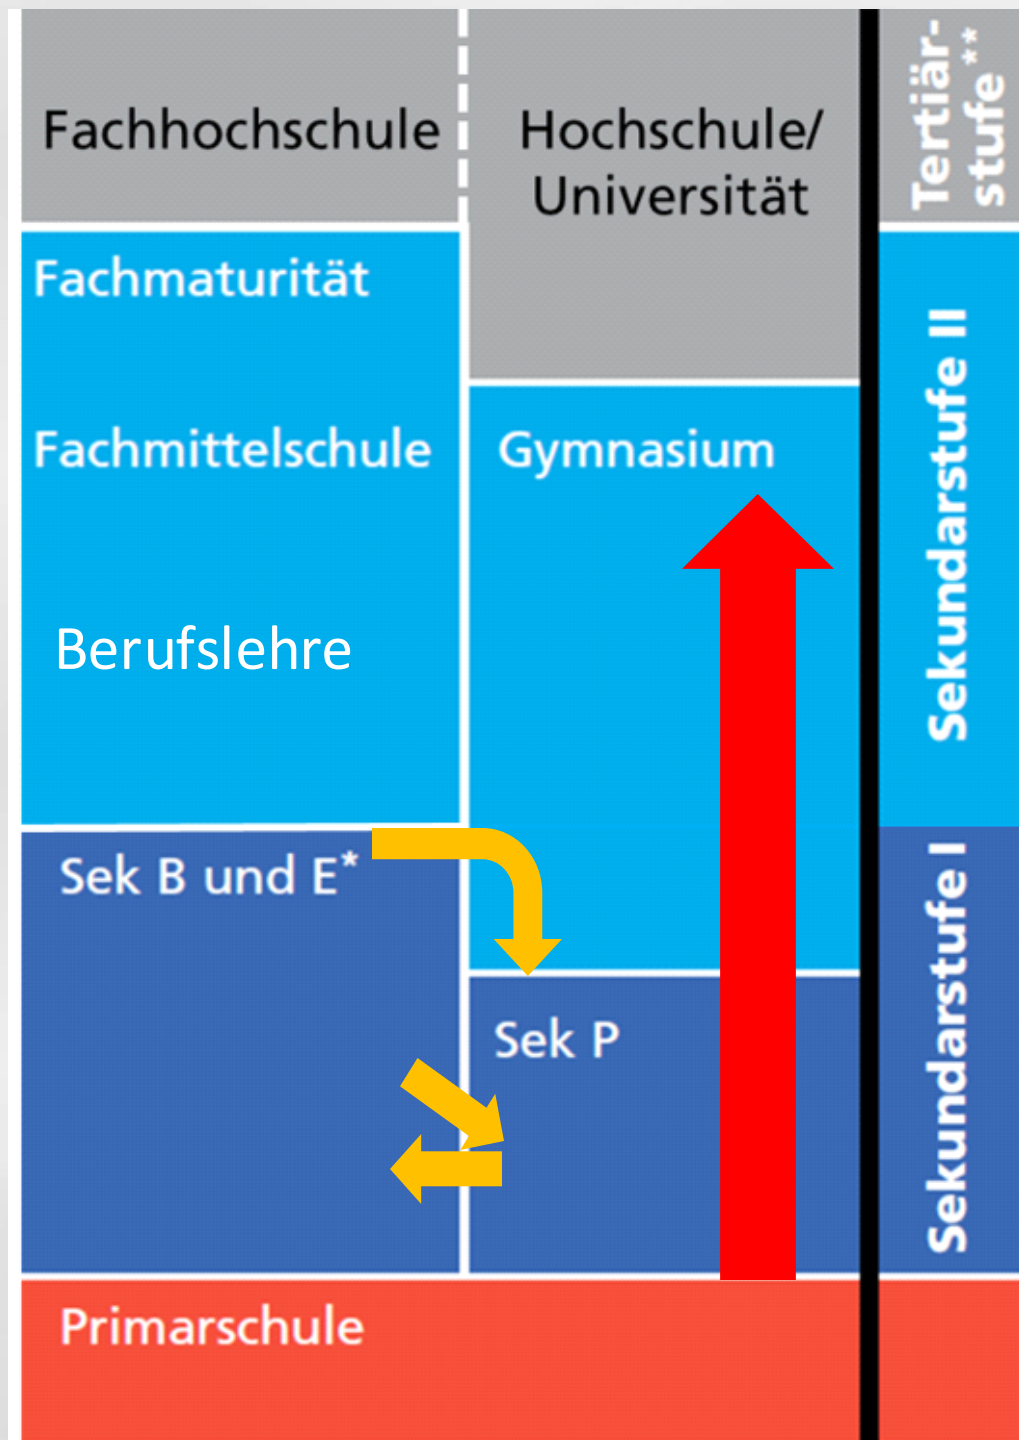 Fachhochschule
Hochschule/
Universität
Tertiär-
stufe**
Fachmaturität
Fachmittelschule
Gymnasium
Berufslehre
Sekundarstufe II
Sek B und E*
Sek P
Sekundarstufe I
Primarschule